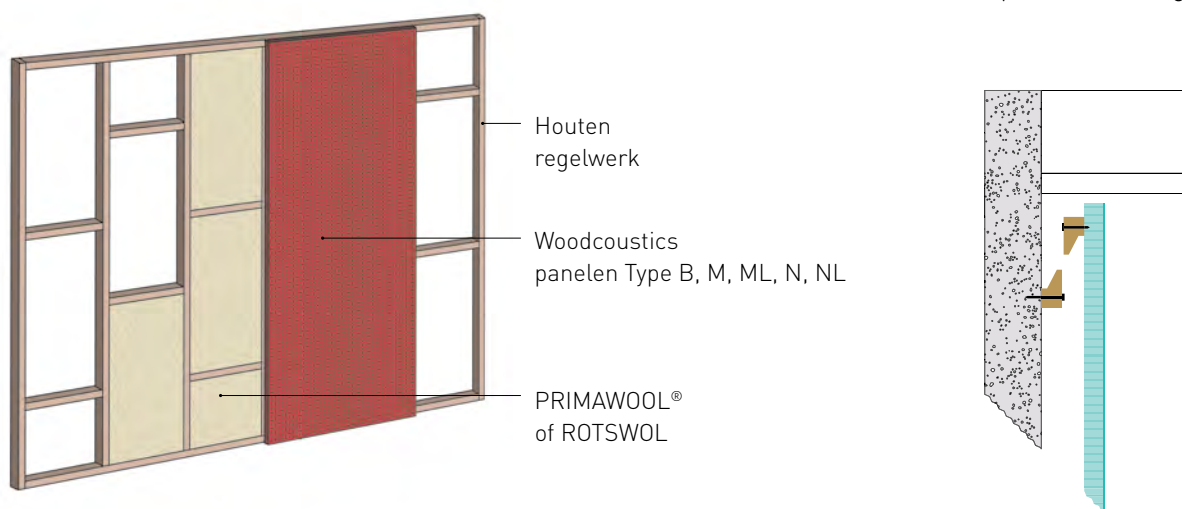 Houten
regelwerk
Woodcoustics
panelen Type B, M, ML, N, NL
PRIMAWOOL®
of ROTSWOL